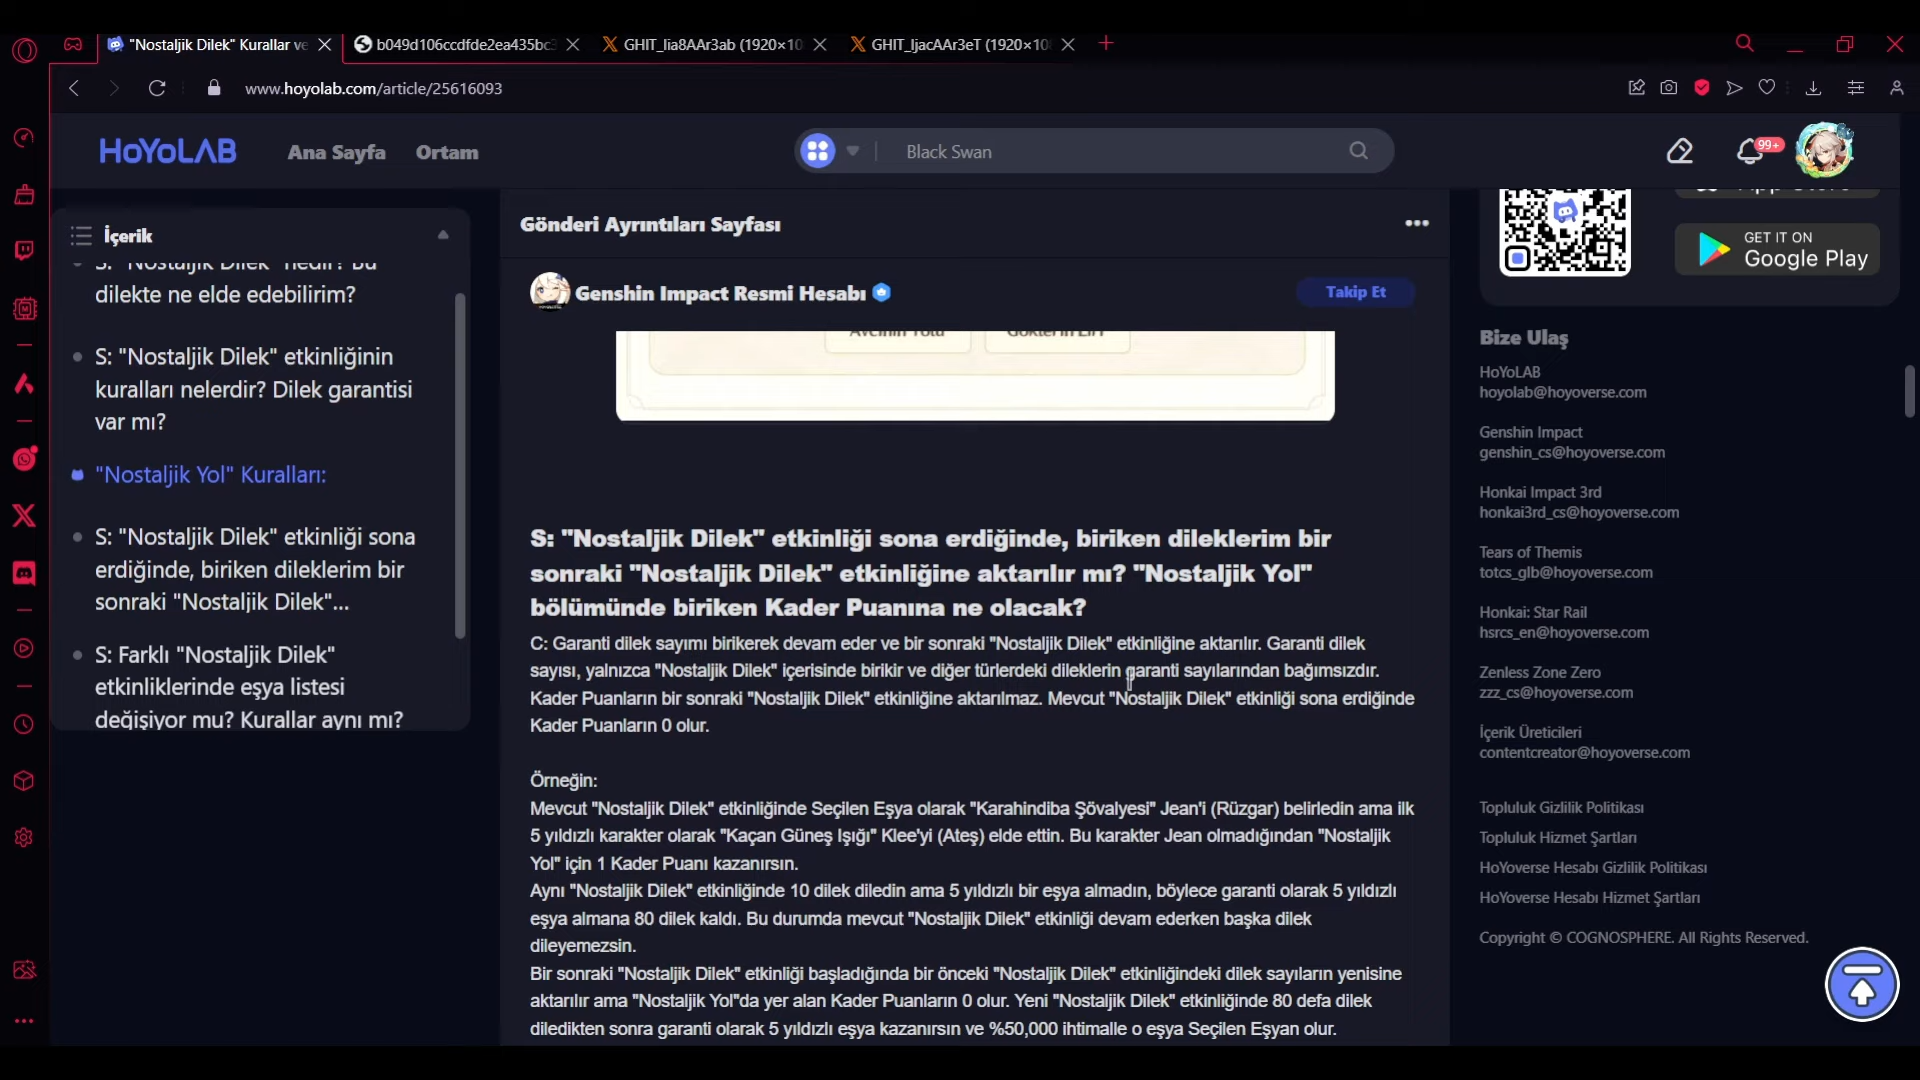 "Nostaljik Dilek" Kurallar ve
b049d106ccdfde2ea435bc3
GHIT_Iia8AAr3ab (1920×10
GHIT_IjacAAr3eT (1920×10
www.hoyolab.com/article/25616093
HoYoLAB
Ana Sayfa
Ortam
Black Swan
99+
İçerik
S: "Nostaljik Dilek" nedir? Bu
dilekte ne elde edebilirim?
S: "Nostaljik Dilek" etkinliğinin
kuralları nelerdir? Dilek garantisi
var mı?
"Nostaljik Yol" Kuralları:
S: "Nostaljik Dilek" etkinliği sona
erdiğinde, biriken dileklerim bir
sonraki "Nostaljik Dilek"...
S: Farklı "Nostaljik Dilek"
etkinliklerinde eşya listesi
değişiyor mu? Kurallar aynı mı?
Gönderi Ayrıntıları Sayfası
Genshin Impact Resmi Hesabı
Takip Et
Avcının Yolu
Göklerin Elfi
S: "Nostaljik Dilek" etkinliği sona erdiğinde, biriken dileklerim bir
sonraki "Nostaljik Dilek" etkinliğine aktarılır mı? "Nostaljik Yol"
bölümünde biriken Kader Puanına ne olacak?
C: Garanti dilek sayımı birikerek devam eder ve bir sonraki "Nostaljik Dilek" etkinliğine aktarılır. Garanti dilek
sayısı, yalnızca "Nostaljik Dilek" içerisinde birikir ve diğer türlerdeki dileklerin garanti sayılarından bağımsızdır.
Kader Puanların bir sonraki "Nostaljik Dilek" etkinliğine aktarılmaz. Mevcut "Nostaljik Dilek" etkinliği sona erdiğinde
Kader Puanların 0 olur.
Örneğin:
Mevcut "Nostaljik Dilek" etkinliğinde Seçilen Eşya olarak "Karahindiba Şövalyesi" Jean'i (Rüzgar) belirledin ama ilk
5 yıldızlı karakter olarak "Kaçan Güneş Işığı" Klee'yi (Ateş) elde ettin. Bu karakter Jean olmadığından "Nostaljik
Yol" için 1 Kader Puanı kazanırsın.
Aynı "Nostaljik Dilek" etkinliğinde 10 dilek diledin ama 5 yıldızlı bir eşya almadın, böylece garanti olarak 5 yıldızlı
eşya almana 80 dilek kaldı. Bu durumda mevcut "Nostaljik Dilek" etkinliği devam ederken başka dilek
dileyemezsin.
Bir sonraki "Nostaljik Dilek" etkinliği başladığında bir önceki "Nostaljik Dilek" etkinliğindeki dilek sayıların yenisine
aktarılır ama "Nostaljik Yol"da yer alan Kader Puanların 0 olur. Yeni "Nostaljik Dilek" etkinliğinde 80 defa dilek
diledikten sonra garanti olarak 5 yıldızlı eşya kazanırsın ve %50,000 ihtimalle o eşya Seçilen Eşyan olur.
GET IT ON
Google Play
Bize Ulaş
HoYoLAB
hoyolab@hoyoverse.com
Genshin Impact
genshin_cs@hoyoverse.com
Honkai Impact 3rd
honkai3rd_cs@hoyoverse.com
Tears of Themis
totcs_glb@hoyoverse.com
Honkai: Star Rail
hsrcs_en@hoyoverse.com
Zenless Zone Zero
zzz_cs@hoyoverse.com
İçerik Üreticileri
contentcreator@hoyoverse.com
Topluluk Gizlilik Politikası
Topluluk Hizmet Şartları
HoYoverse Hesabı Gizlilik Politikası
HoYoverse Hesabı Hizmet Şartları
Copyright © COGNOSPHERE. All Rights Reserved.